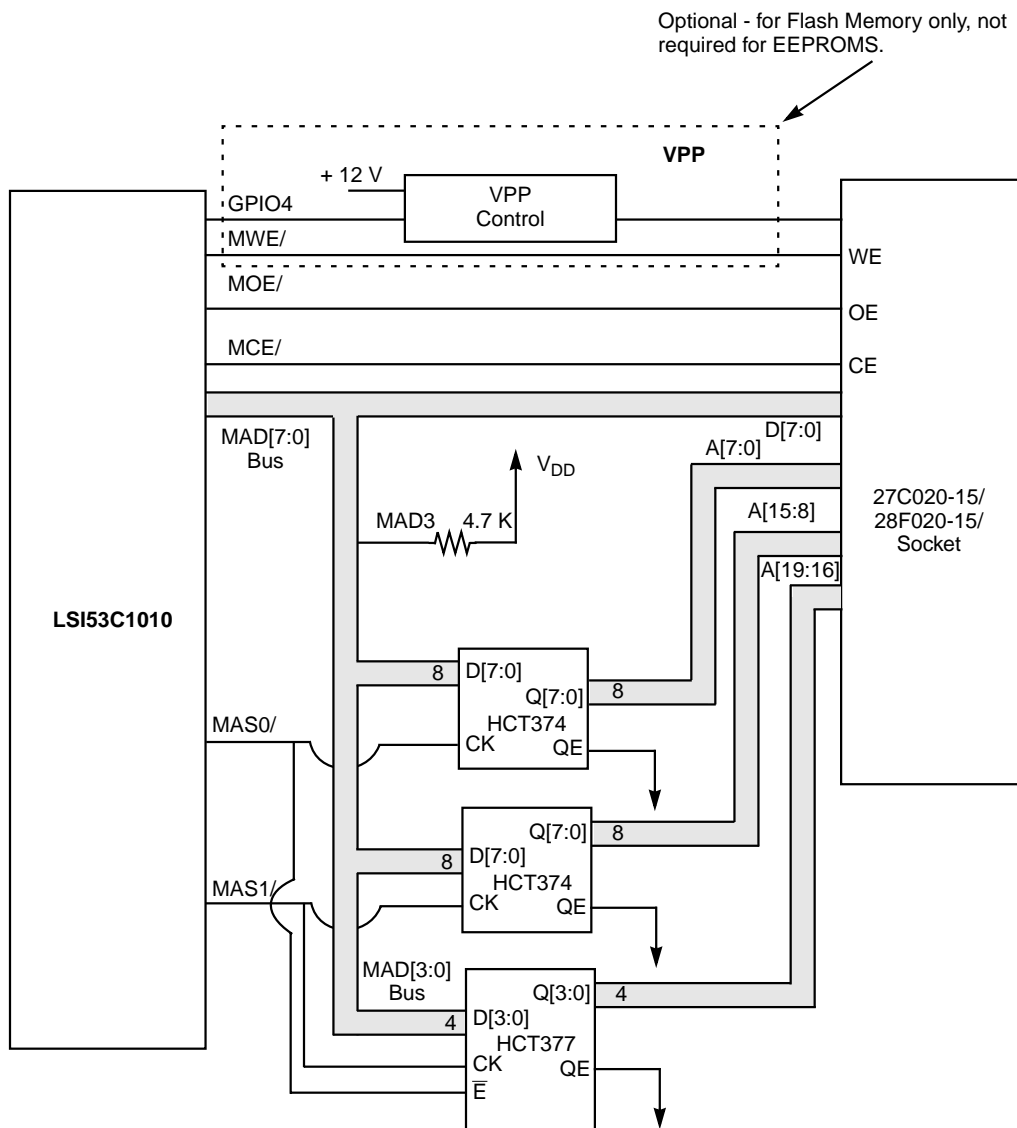 Optional - for Flash Memory only, not
required for EEPROMS.
VPP
+ 12 V
VPP
Control
GPIO4
MWE/
WE
MOE/
OE
MCE/
CE
MAD[7:0]
Bus
D[7:0]
A[7:0]
VDD
MAD3
4.7 K
A[15:8]
A[19:16]
27C020-15/
28F020-15/
Socket
LSI53C1010
8
D[7:0]
Q[7:0]
8
HCT374
MAS0/
CK
QE
Q[7:0]
8
8
D[7:0]
HCT374
MAS1/
CK
QE
MAD[3:0]
Bus
Q[3:0]
4
4
D[3:0]
HCT377
CK
QE
E̅